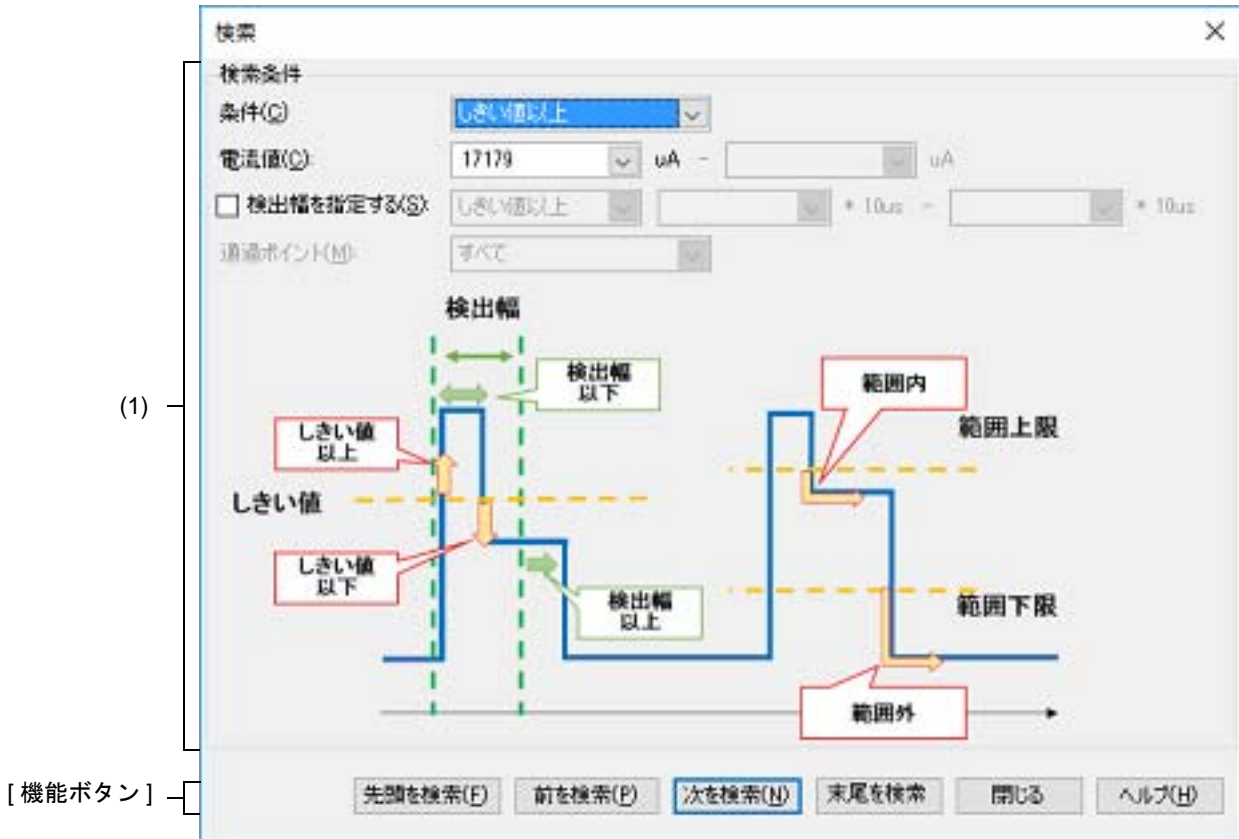 検索
検索条件
条件(C) しきい値以上
電流値(C): 17179 uA - uA
検出幅を指定する(S): しきい値以上 * 10us - * 10us
通過ポイント(M): すべて
検出幅
検出幅
以下
範囲内
(1)
しきい値
以上
範囲上限
しきい値
しきい値
以下
検出幅
以上
範囲下限
範囲外
[ 機能ボタン ]
先頭を検索(F) 前を検索(P) 次を検索(N) 末尾を検索 閉じる ヘルプ(H)